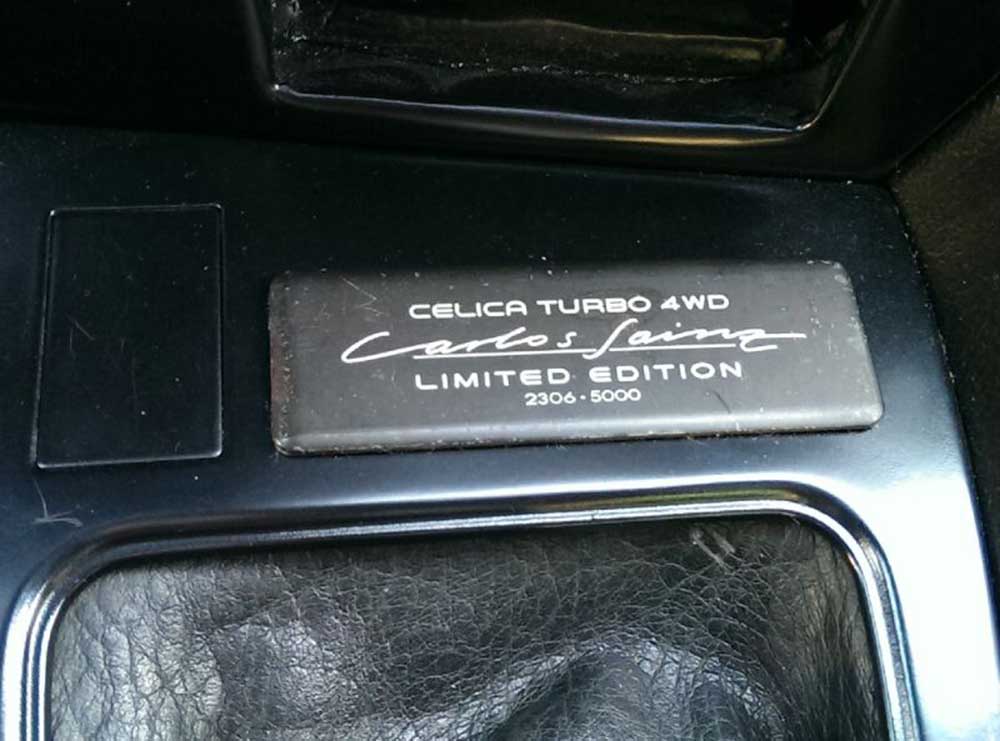 CELICA TURBO 4WD
Carlos Sainz
LIMITED EDITION
2306·5000